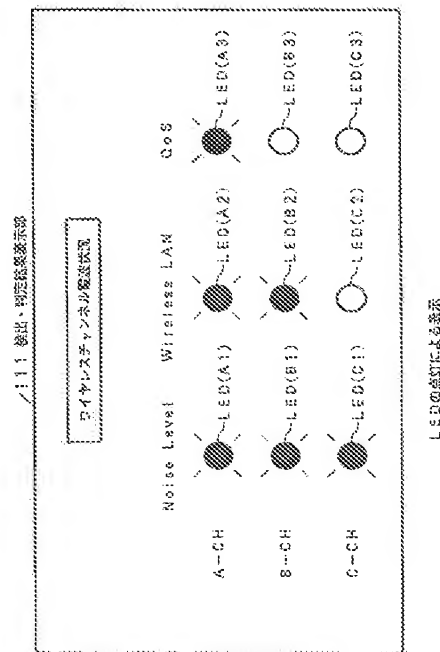 111 検出・判定結果表示部
ワイヤレスチャンネル電波状況
Noise Level Wireless LAN QoS
A-CH LED(A1) LED(A2) LED(A3)
B-CH LED(B1) LED(B2) LED(B3)
C-CH LED(C1) LED(C2) LED(C3)
LEDの点灯による表示